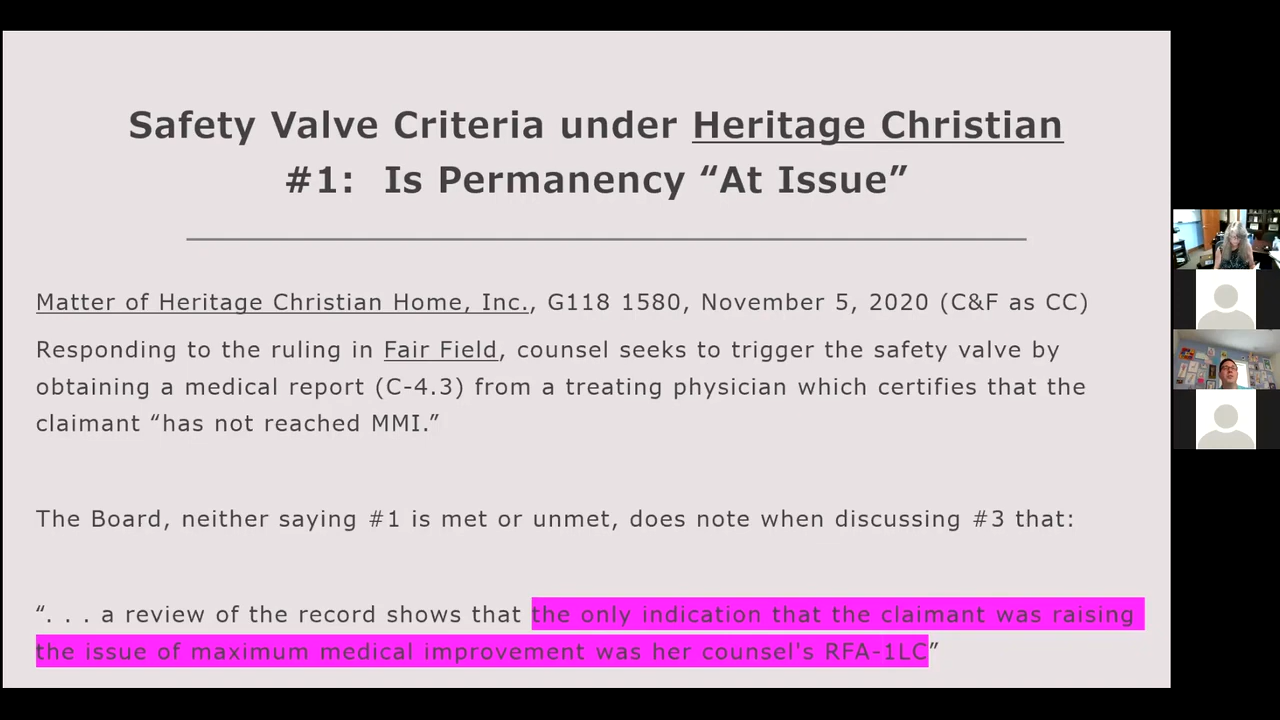 Safety Valve Criteria under Heritage Christian
#1: Is Permanency “At Issue”
Matter of Heritage Christian Home, Inc., G118 1580, November 5, 2020 (C&F as CC)
Responding to the ruling in Fair Field, counsel seeks to trigger the safety valve by
obtaining a medical report (C-4.3) from a treating physician which certifies that the
claimant “has not reached MMI.”
The Board, neither saying #1 is met or unmet, does note when discussing #3 that:
“. . . a review of the record shows that the only indication that the claimant was raising
the issue of maximum medical improvement was her counsel's RFA-1LC”